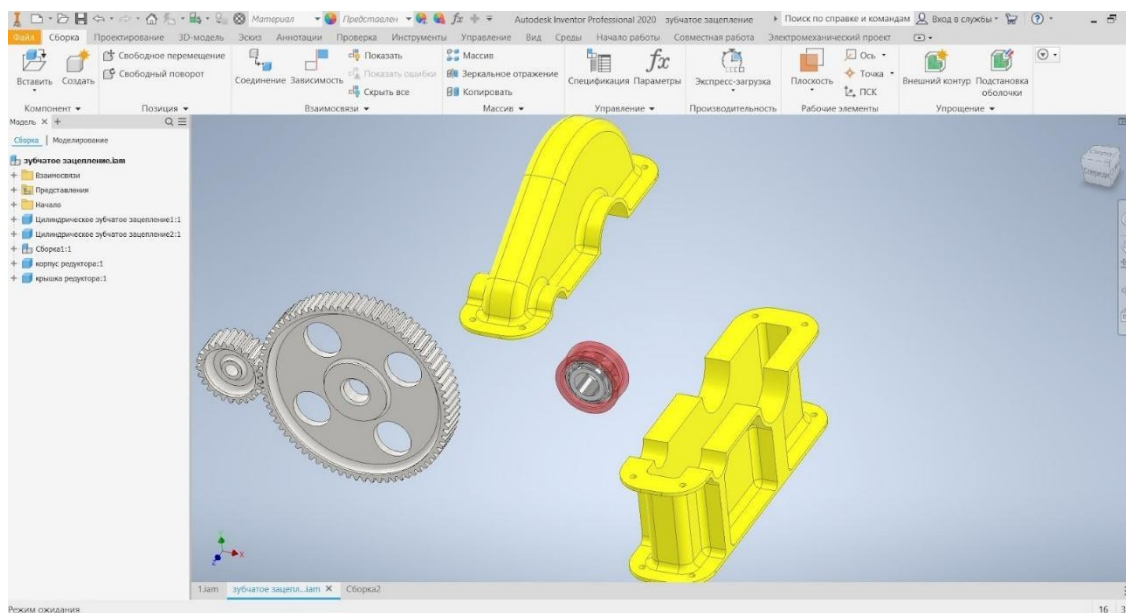 Материал
Представлен
fx
Autodesk Inventor Professional 2020 зубчатое зацепление
Поиск по справке и командам
Вход в службы
Файл Сборка Проектирование 3D-модель Эскиз Аннотации Проверка Инструменты Управление Вид Среды Начало работы Совместная работа Электромеханический проект
Вставить Создать
Свободное перемещение
Свободный поворот
Соединение Зависимость
Показать
Показать ошибки
Скрыть все
Массив
Зеркальное отражение
Копировать
Спецификация
fx
Параметры
Экспресс-загрузка
Плоскость
Ось
Точка
ПСК
Внешний контур
Подстановка
оболочки
Компонент Позиция Взаимосвязи Массив Управление Производительность Рабочие элементы Упрощение
Модель
Сборка Моделирование
зубчатое зацепление.iam
Взаимосвязи
Представления
Начало
Цилиндрическое зубчатое зацепление1:1
Цилиндрическое зубчатое зацепление2:1
Сборка1:1
корпус редуктора:1
крышка редуктора:1
X
Z
1.iam зубчатое зацепл...iam Сборка2
Режим ожидания
16 3